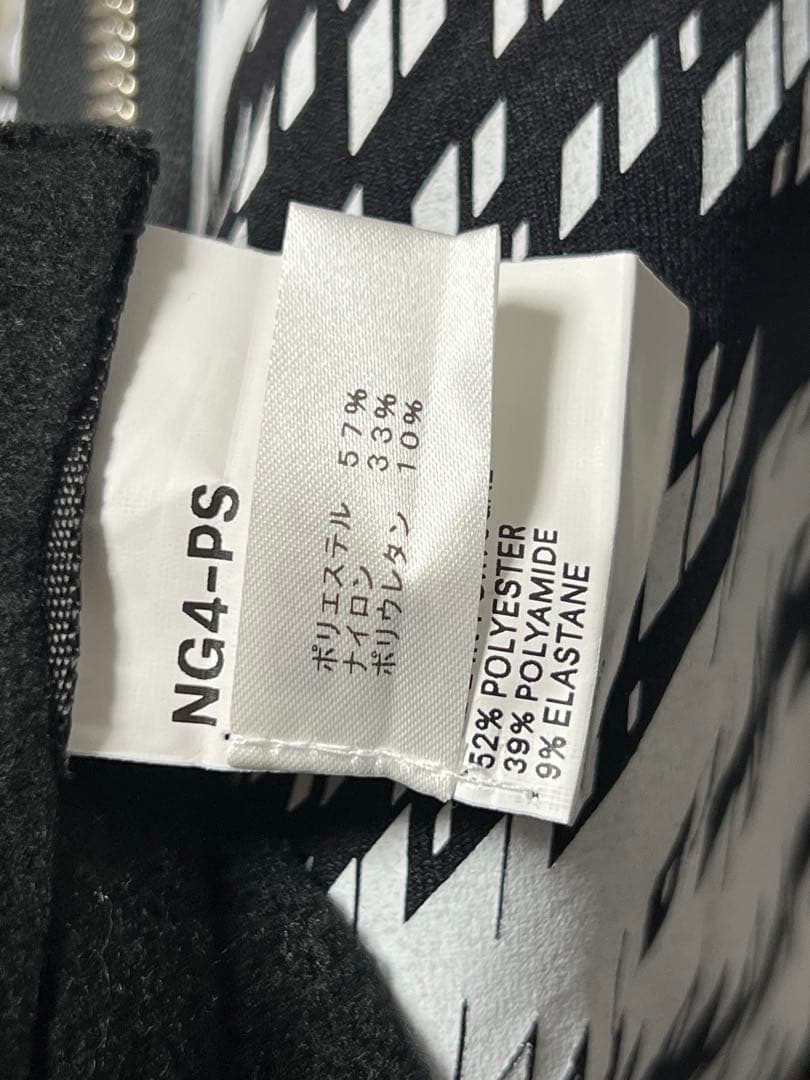 NG4-PS
ポリエステル 57%
ナイロン 33%
ポリウレタン 10%
52% POLYESTER
39% POLYAMIDE
9% ELASTANE